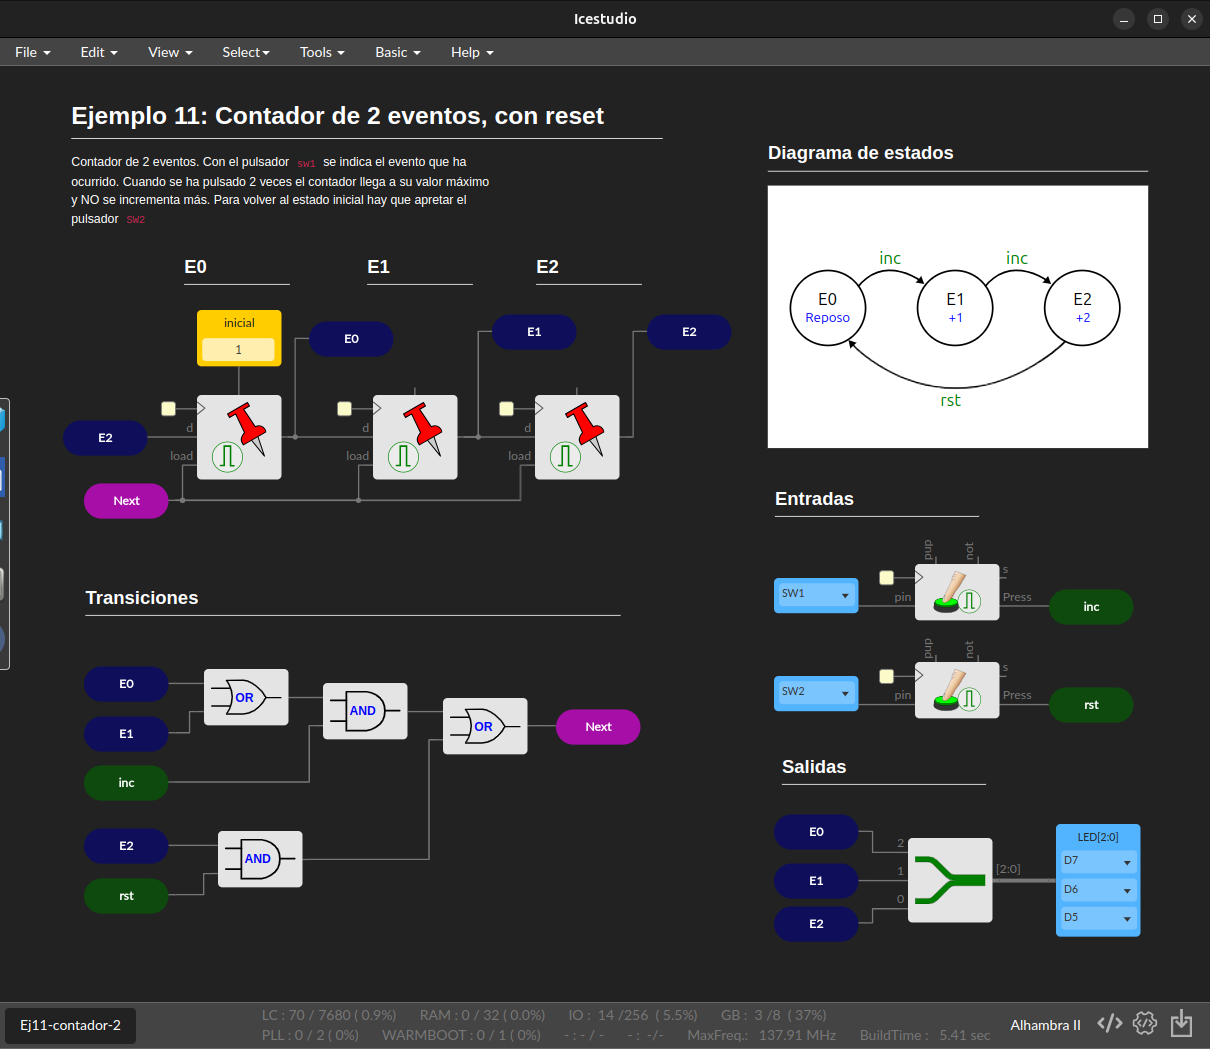 Icestudio
File Edit View Select Tools Basic Help
Ejemplo 11: Contador de 2 eventos, con reset
Contador de 2 eventos. Con el pulsador sw1 se indica el evento que ha
ocurrido. Cuando se ha pulsado 2 veces el contador llega a su valor máximo
y NO se incrementa más. Para volver al estado inicial hay que apretar el
pulsador SW2
E0 E1 E2
inicial
1
E0
E1
E2
E2
d
load
d
load
d
load
Next
Diagrama de estados
inc inc
E0
Reposo
E1
+1
E2
+2
rst
Transiciones
E0
E1
inc
OR
AND
OR
Next
E2
rst
AND
Entradas
pup not
SW1
s
pin
Press
inc
pup not
SW2
s
pin
Press
rst
Salidas
E0
E1
E2
2
1
0
[2:0]
LED[2:0]
D7
D6
D5
Ej11-contador-2
LC : 70 / 7680 ( 0.9%) RAM : 0 / 32 ( 0.0%) IO : 14 /256 ( 5.5%) GB : 3 /8 ( 37%)
PLL : 0 / 2 ( 0%) WARMBOOT : 0 / 1 ( 0%) - : - / - - : -/- MaxFreq.: 137.91 MHz BuildTime : 5.41 sec
Alhambra II